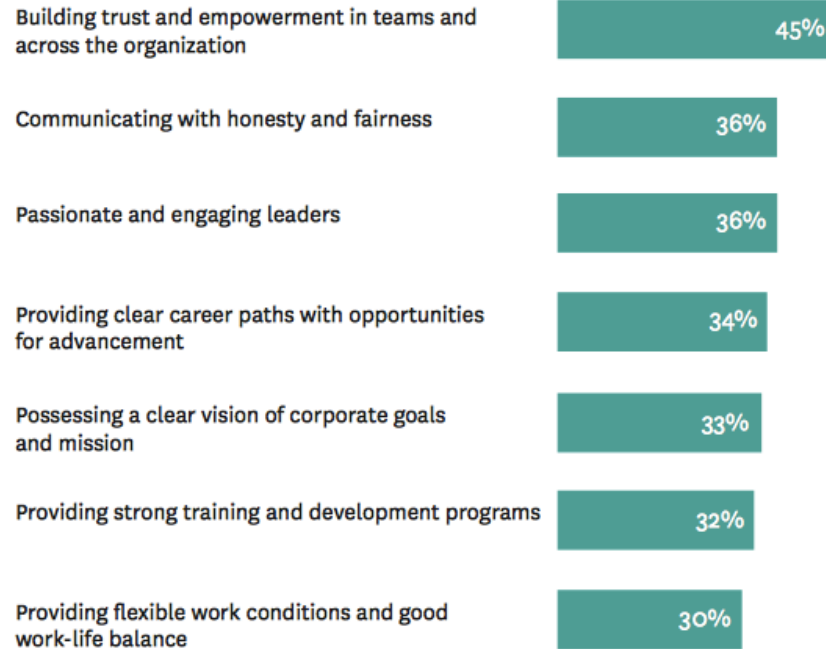 Building trust and empowerment in teams and
across the organization
45%
Communicating with honesty and fairness
36%
Passionate and engaging leaders
36%
Providing clear career paths with opportunities
for advancement
34%
Possessing a clear vision of corporate goals
and mission
33%
Providing strong training and development programs
32%
Providing flexible work conditions and good
work-life balance
30%